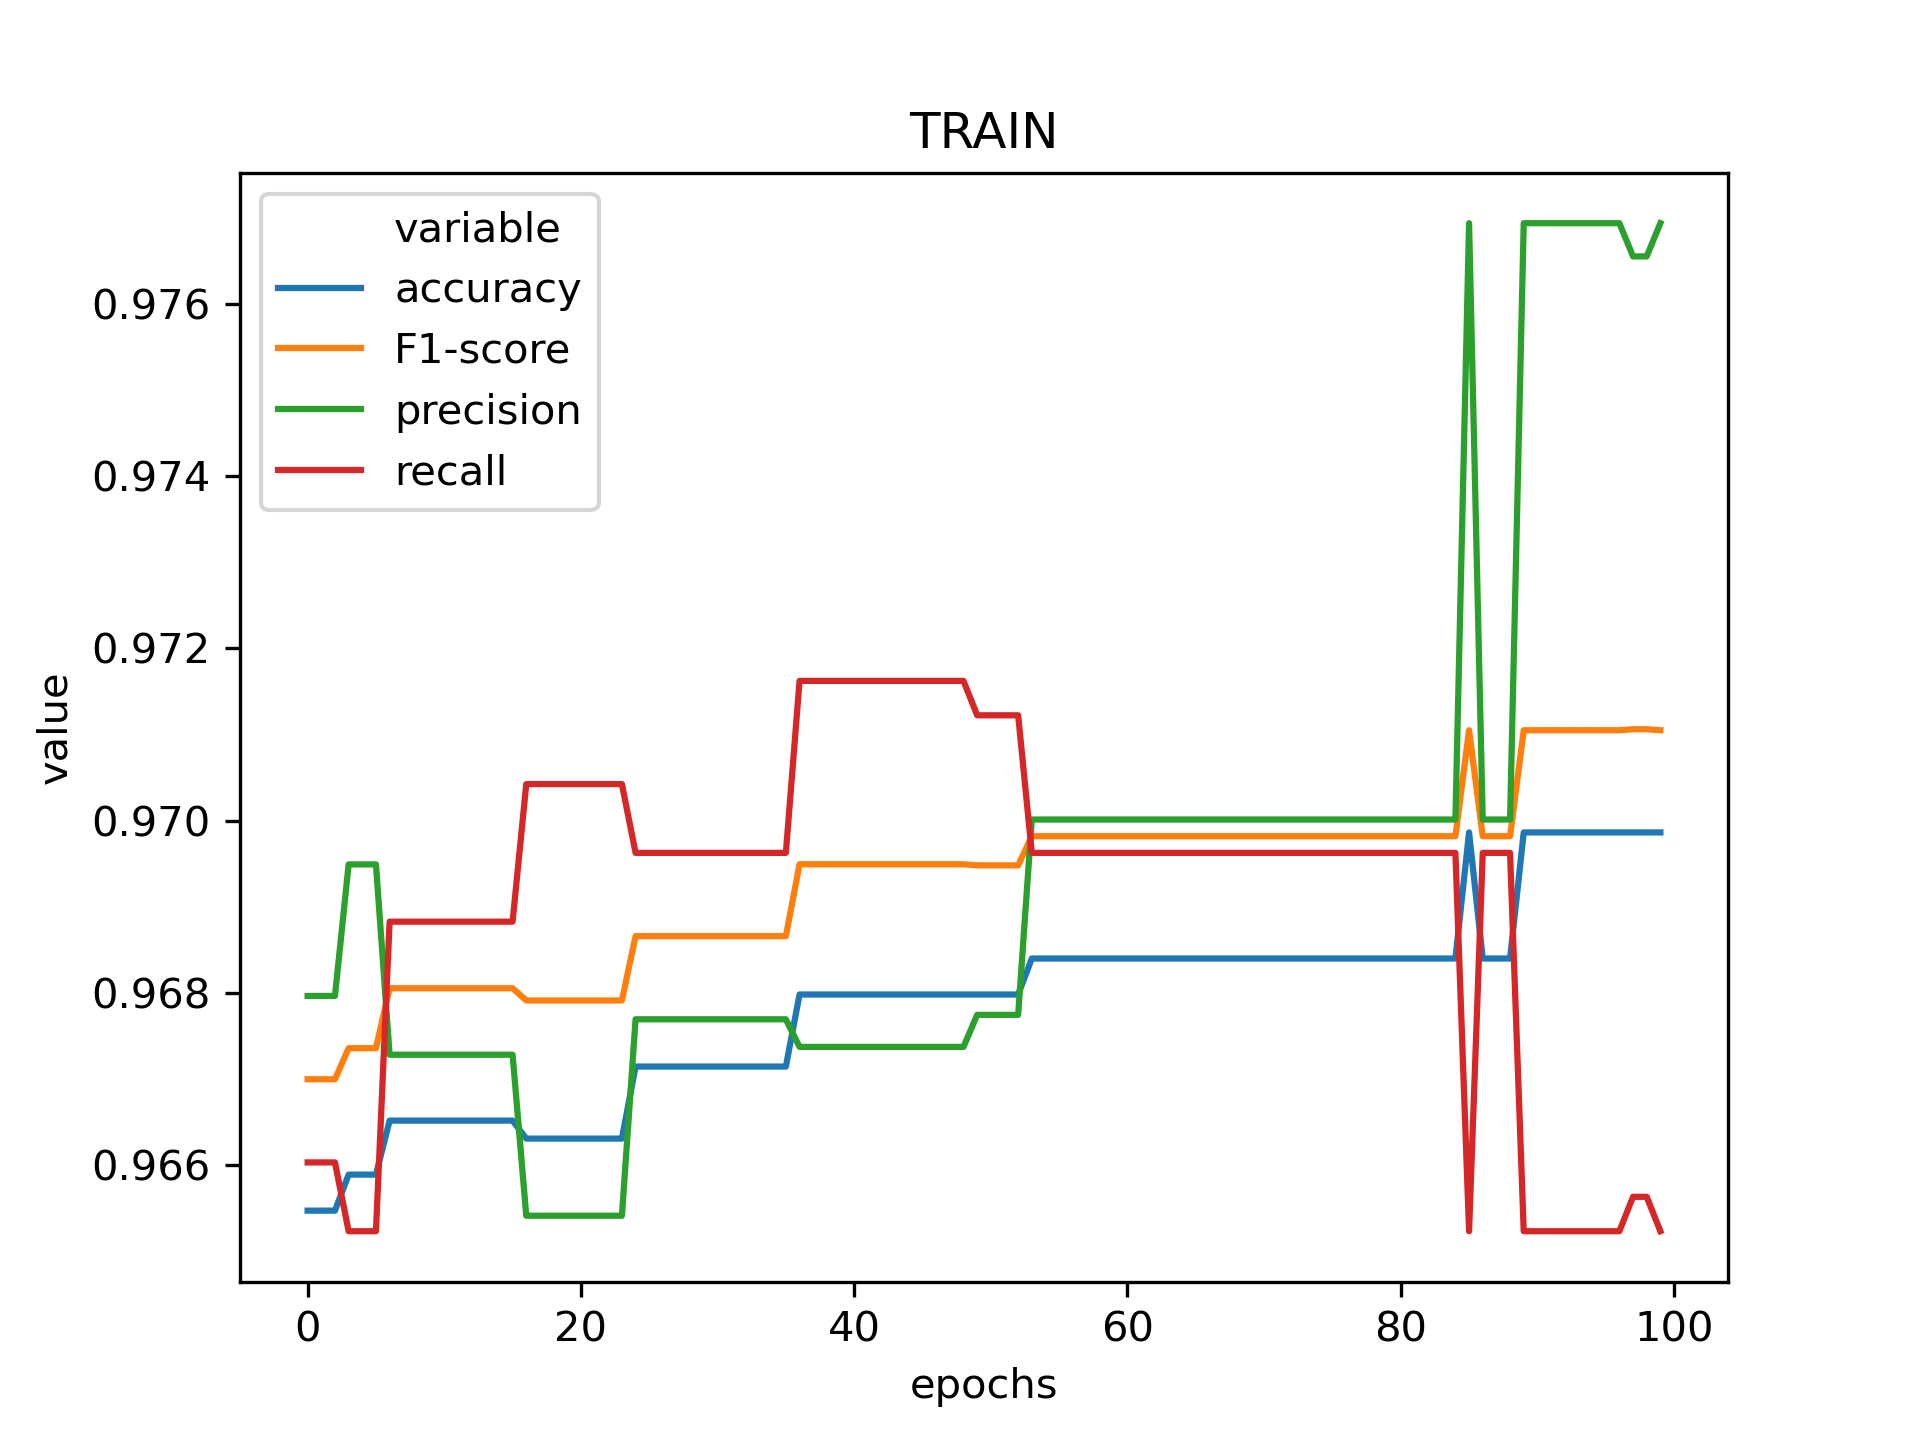 TRAIN
variable
accuracy
F1-score
precision
recall
value
0.976
0.974
0.972
0.970
0.968
0.966
0 20 40 60 80 100
epochs